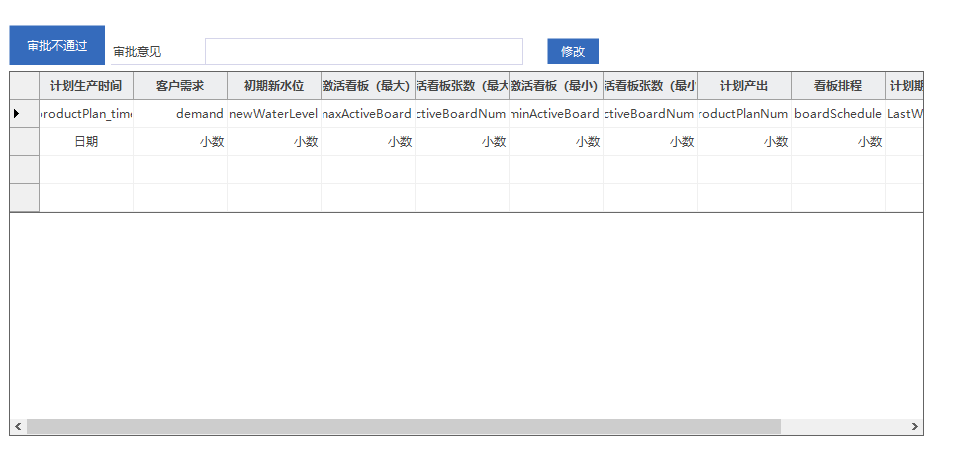 审批不通过
审批意见
修改
计划生产时间 客户需求 初期新水位 激活看板（最大） 活看板张数（最大 激活看板（最小） 活看板张数（最小 计划产出 看板排程 计划期
roductPlan_time demand newWaterLevel naxActiveBoard ctiveBoardNum minActiveBoard ctiveBoardNum roductPlanNum boardSchedule LastW
日期 小数 小数 小数 小数 小数 小数 小数 小数